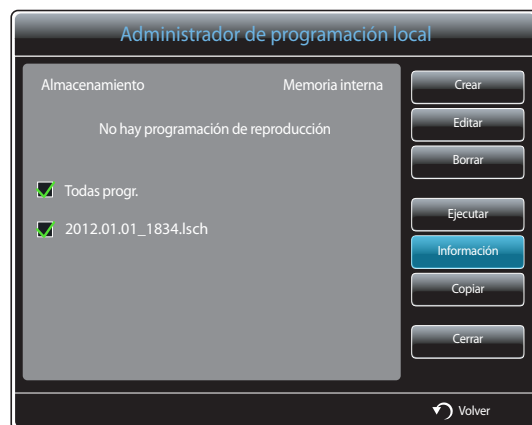 Administrador de programación local
Almacenamiento Memoria interna
No hay programación de reproducción
Todas progr.
2012.01.01_1834.lsch
Crear
Editar
Borrar
Ejecutar
Información
Copiar
Cerrar
Volver